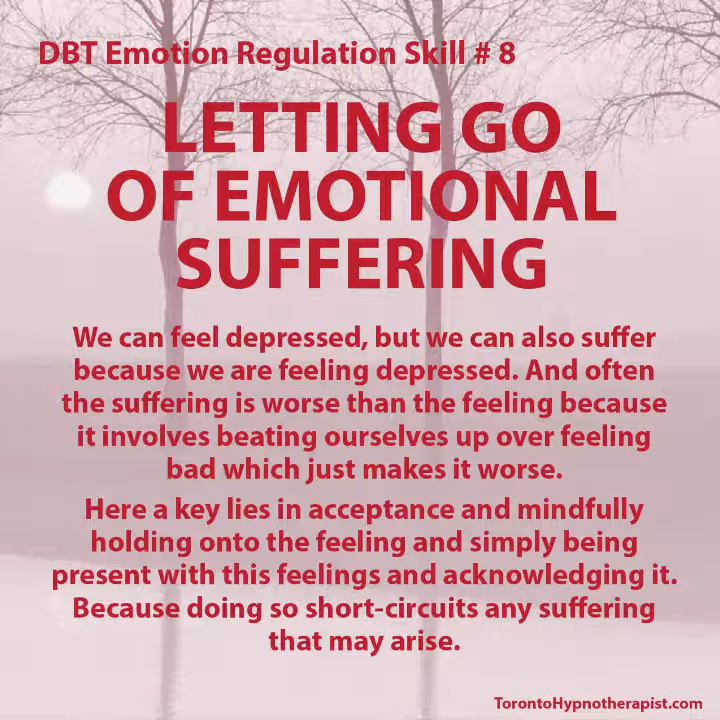 DBT Emotion Regulation Skill # 8
LETTING GO
OF EMOTIONAL
SUFFERING
We can feel depressed, but we can also suffer
because we are feeling depressed. And often
the suffering is worse than the feeling because
it involves beating ourselves up over feeling
bad which just makes it worse.
Here a key lies in acceptance and mindfully
holding onto the feeling and simply being
present with this feelings and acknowledging it.
Because doing so short-circuits any suffering
that may arise.
TorontoHypnotherapist.com